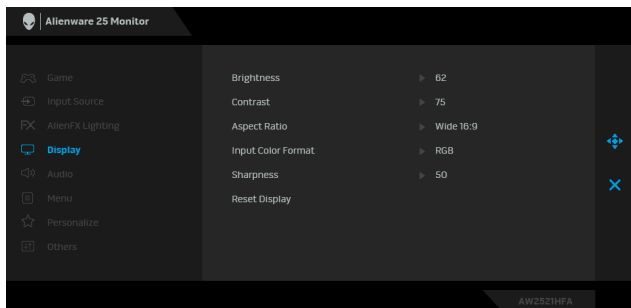 Alienware 25 Monitor
Game
Input Source
AlienFX Lighting
Display
Audio
Menu
Personalize
Others
Brightness 62
Contrast 75
Aspect Ratio Wide 16:9
Input Color Format RGB
Sharpness 50
Reset Display
AW2521HFA